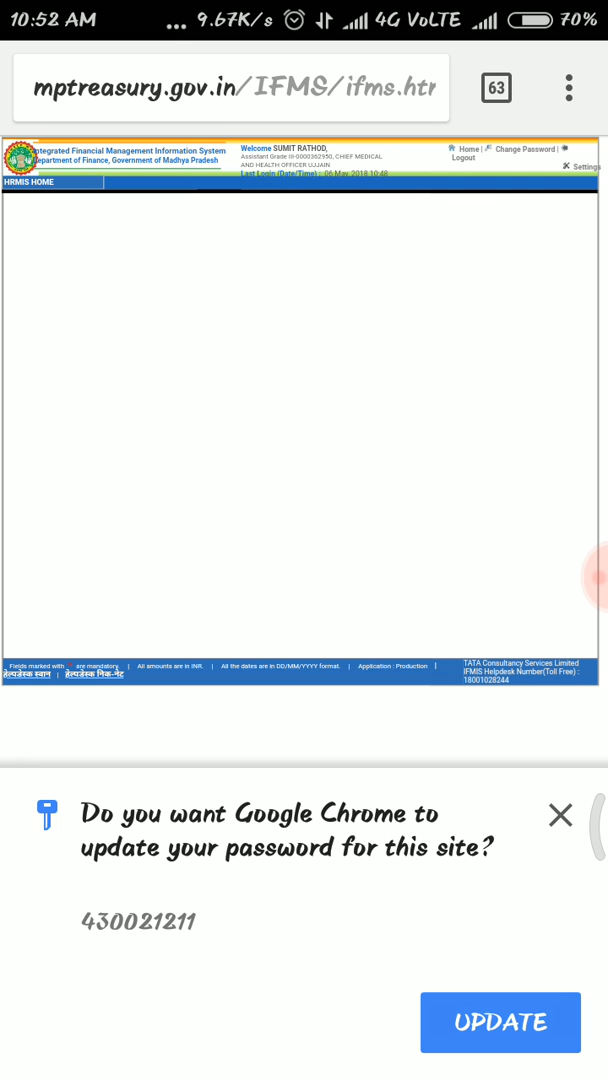 10:52 AM ... 9.67K/s 4G VoLTE 70%
mptreasury.gov.in/IFMS/ifms.htr 63
Integrated Financial Management Information System
Department of Finance, Government of Madhya Pradesh
Welcome SUMIT RATHOD,
Assistant Grade III-0000362950, CHIEF MEDICAL
AND HEALTH OFFICER UJJAIN
Last Login (Date/Time) : 06 May, 2018 10:48
Home | Change Password |
Logout
Settings
HRMIS HOME
Fields marked with * are mandatory. | All amounts are in INR. | All the dates are in DD/MM/YYYY format. | Application : Production |
हेल्पडेस्क स्वान | हेल्पडेस्क निक-नेट
TATA Consultancy Services Limited
IFMIS Helpdesk Number(Toll Free) :
18001028244
Do you want Google Chrome to
update your password for this site?
430021211
UPDATE